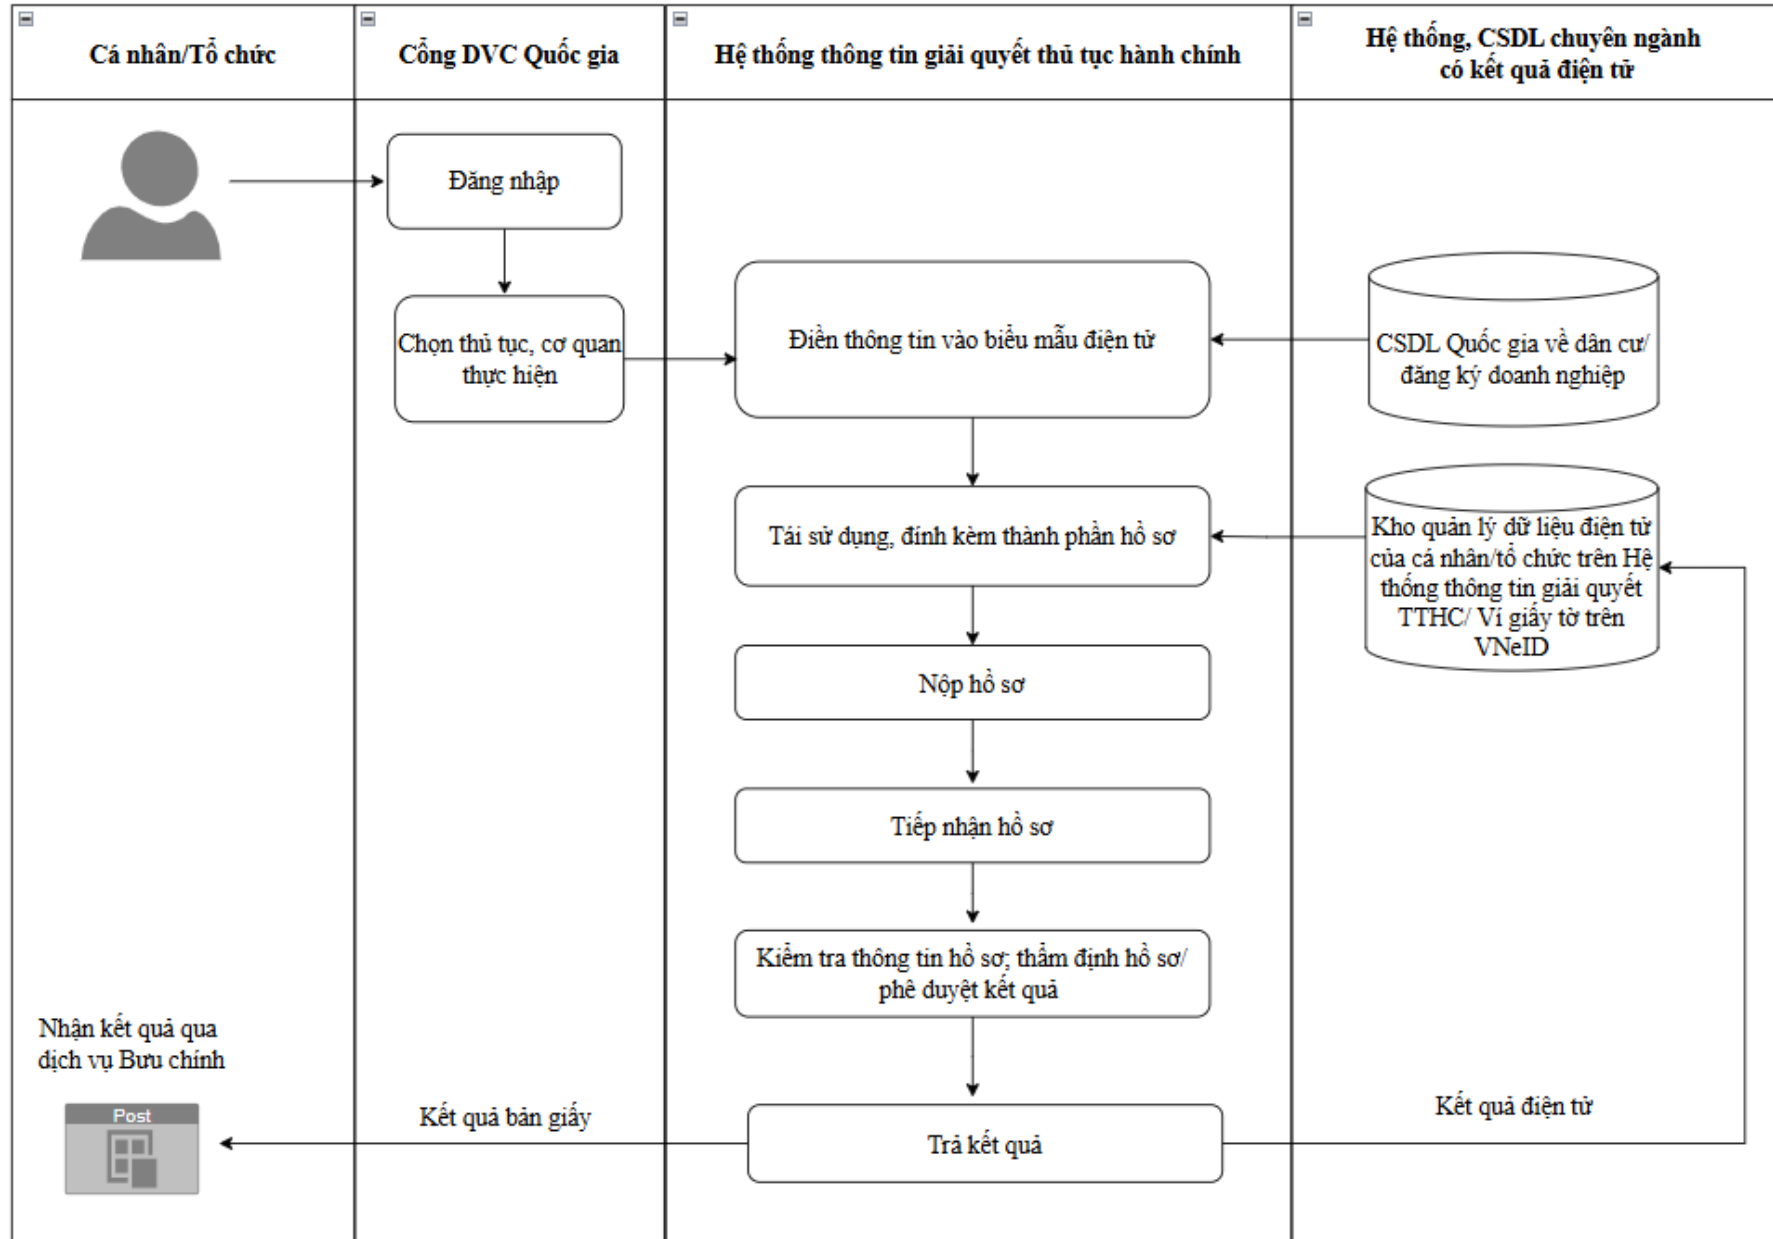 Cá nhân/Tổ chức
Cổng DVC Quốc gia
Hệ thống thông tin giải quyết thủ tục hành chính
Hệ thống, CSDL chuyên ngành
có kết quả điện tử
Đăng nhập
Chọn thủ tục, cơ quan
thực hiện
Điền thông tin vào biểu mẫu điện tử
CSDL Quốc gia về dân cư/
đăng ký doanh nghiệp
Tái sử dụng, đính kèm thành phần hồ sơ
Kho quản lý dữ liệu điện tử
của cá nhân/tổ chức trên Hệ
thống thông tin giải quyết
TTHC/ Ví giấy tờ trên
VNeID
Nộp hồ sơ
Tiếp nhận hồ sơ
Kiểm tra thông tin hồ sơ; thẩm định hồ sơ/
phê duyệt kết quả
Nhận kết quả qua
dịch vụ Bưu chính
Post
Kết quả bản giấy
Trả kết quả
Kết quả điện tử